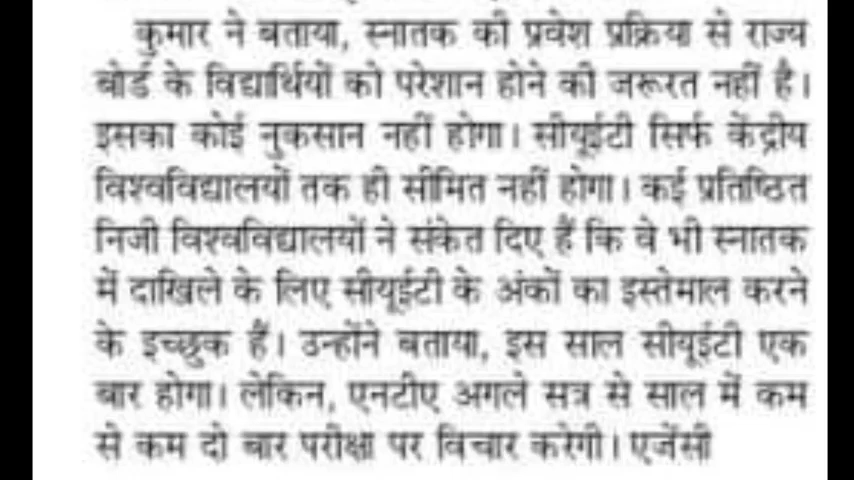 कुमार ने बताया, स्नातक की प्रवेश प्रक्रिया से राज्य
बोर्ड के विद्यार्थियों को परेशान होने की जरूरत नहीं है।
इसका कोई नुकसान नहीं होगा। सीयूईटी सिर्फ केंद्रीय
विश्वविद्यालयों तक ही सीमित नहीं होगा। कई प्रतिष्ठित
निजी विश्वविद्यालयों ने संकेत दिए हैं कि वे भी स्नातक
में दाखिले के लिए सीयूईटी के अंकों का इस्तेमाल करने
के इच्छुक हैं। उन्होंने बताया, इस साल सीयूईटी एक
बार होगा। लेकिन, एनटीए अगले सत्र से साल में कम
से कम दो बार परीक्षा पर विचार करेगी। एजेंसी